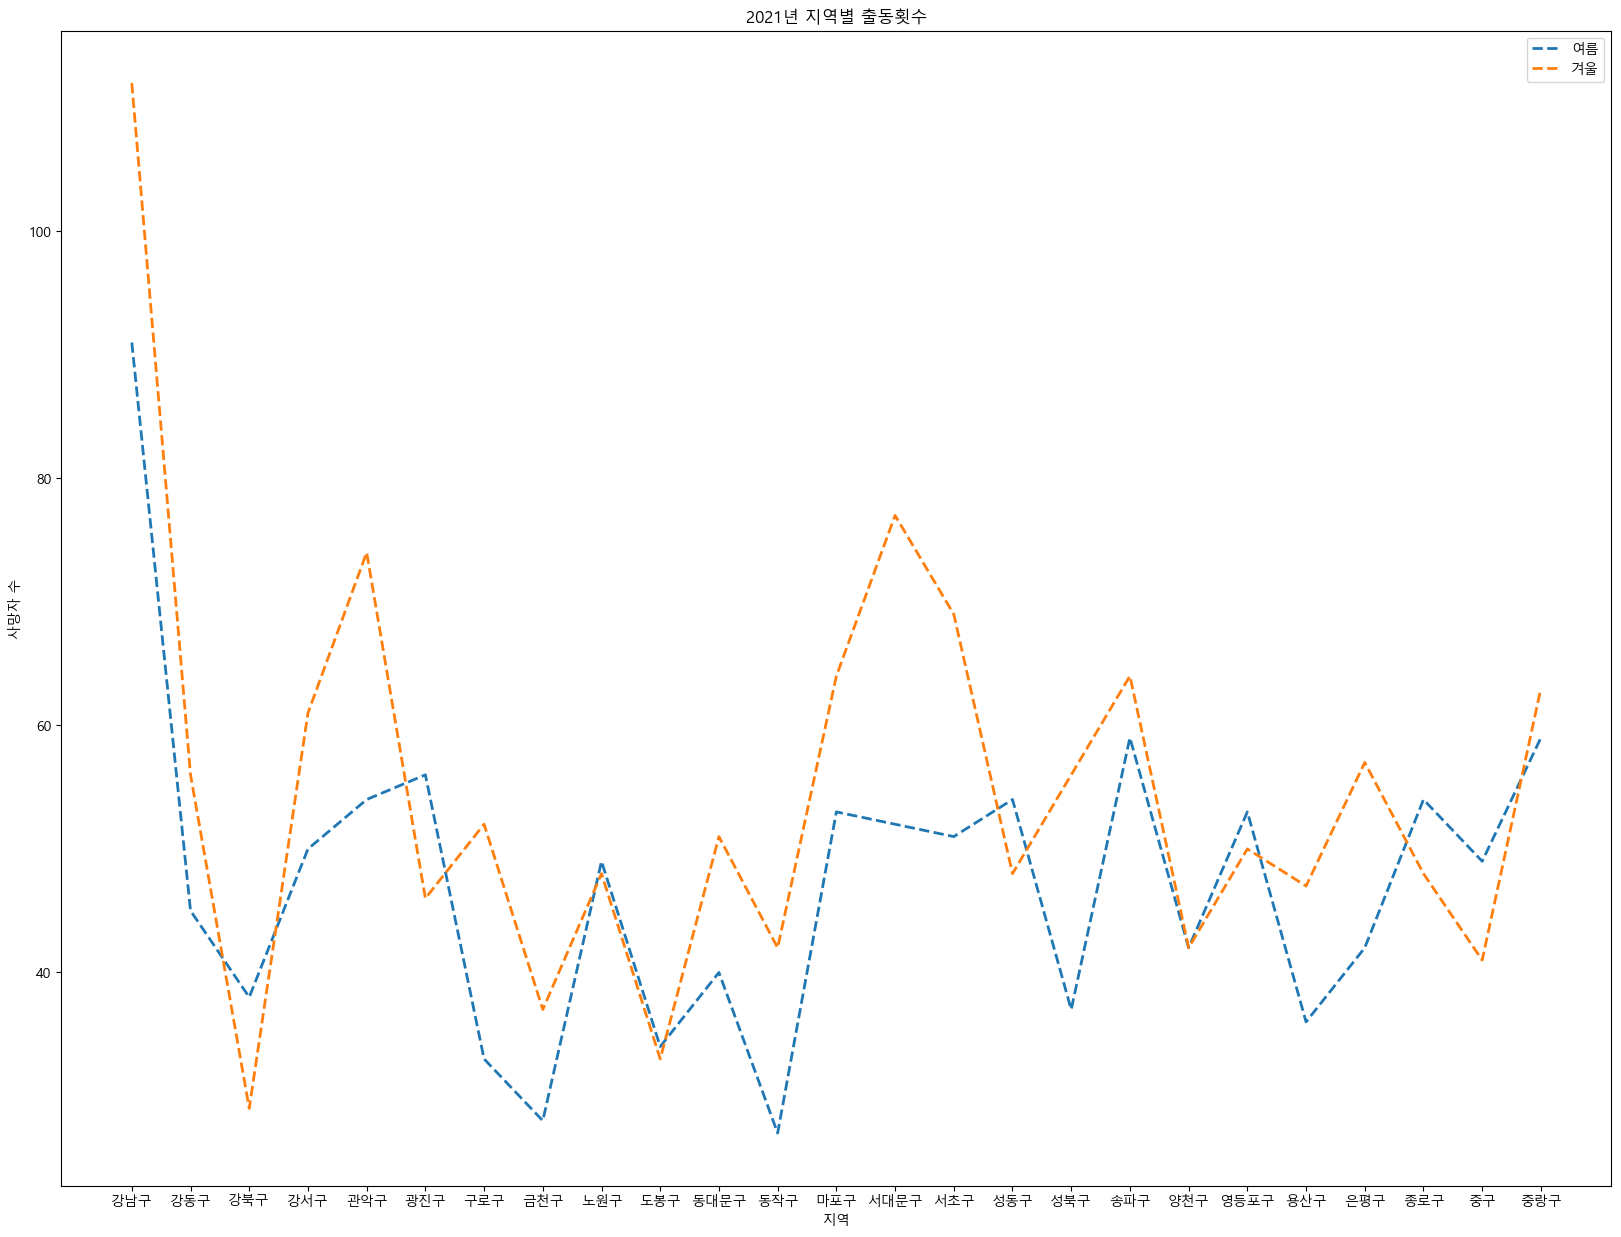 2021년 지역별 출동횟수
여름
겨울
100
80
60
40
사망자 수
강남구 강동구 강북구 강서구 관악구 광진구 구로구 금천구 노원구 도봉구 동대문구 동작구 마포구 서대문구 서초구 성동구 성북구 송파구 양천구 영등포구 용산구 은평구 종로구 중구 중랑구
지역